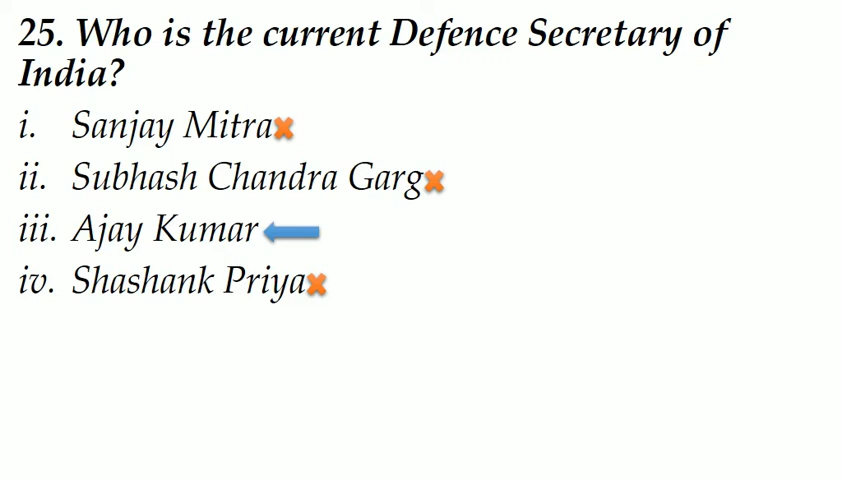 25. Who is the current Defence Secretary of
India?
i. Sanjay Mitra
ii. Subhash Chandra Garg
iii. Ajay Kumar
iv. Shashank Priya